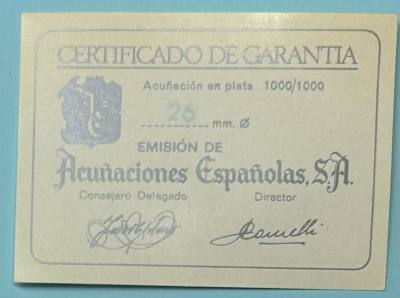 CERTIFICADO DE GARANTIA
Acuñación en plata 1000/1000
26 mm. Ø
EMISIÓN DE
Acuñaciones Españolas, S.A.
Consejero Delegado Director